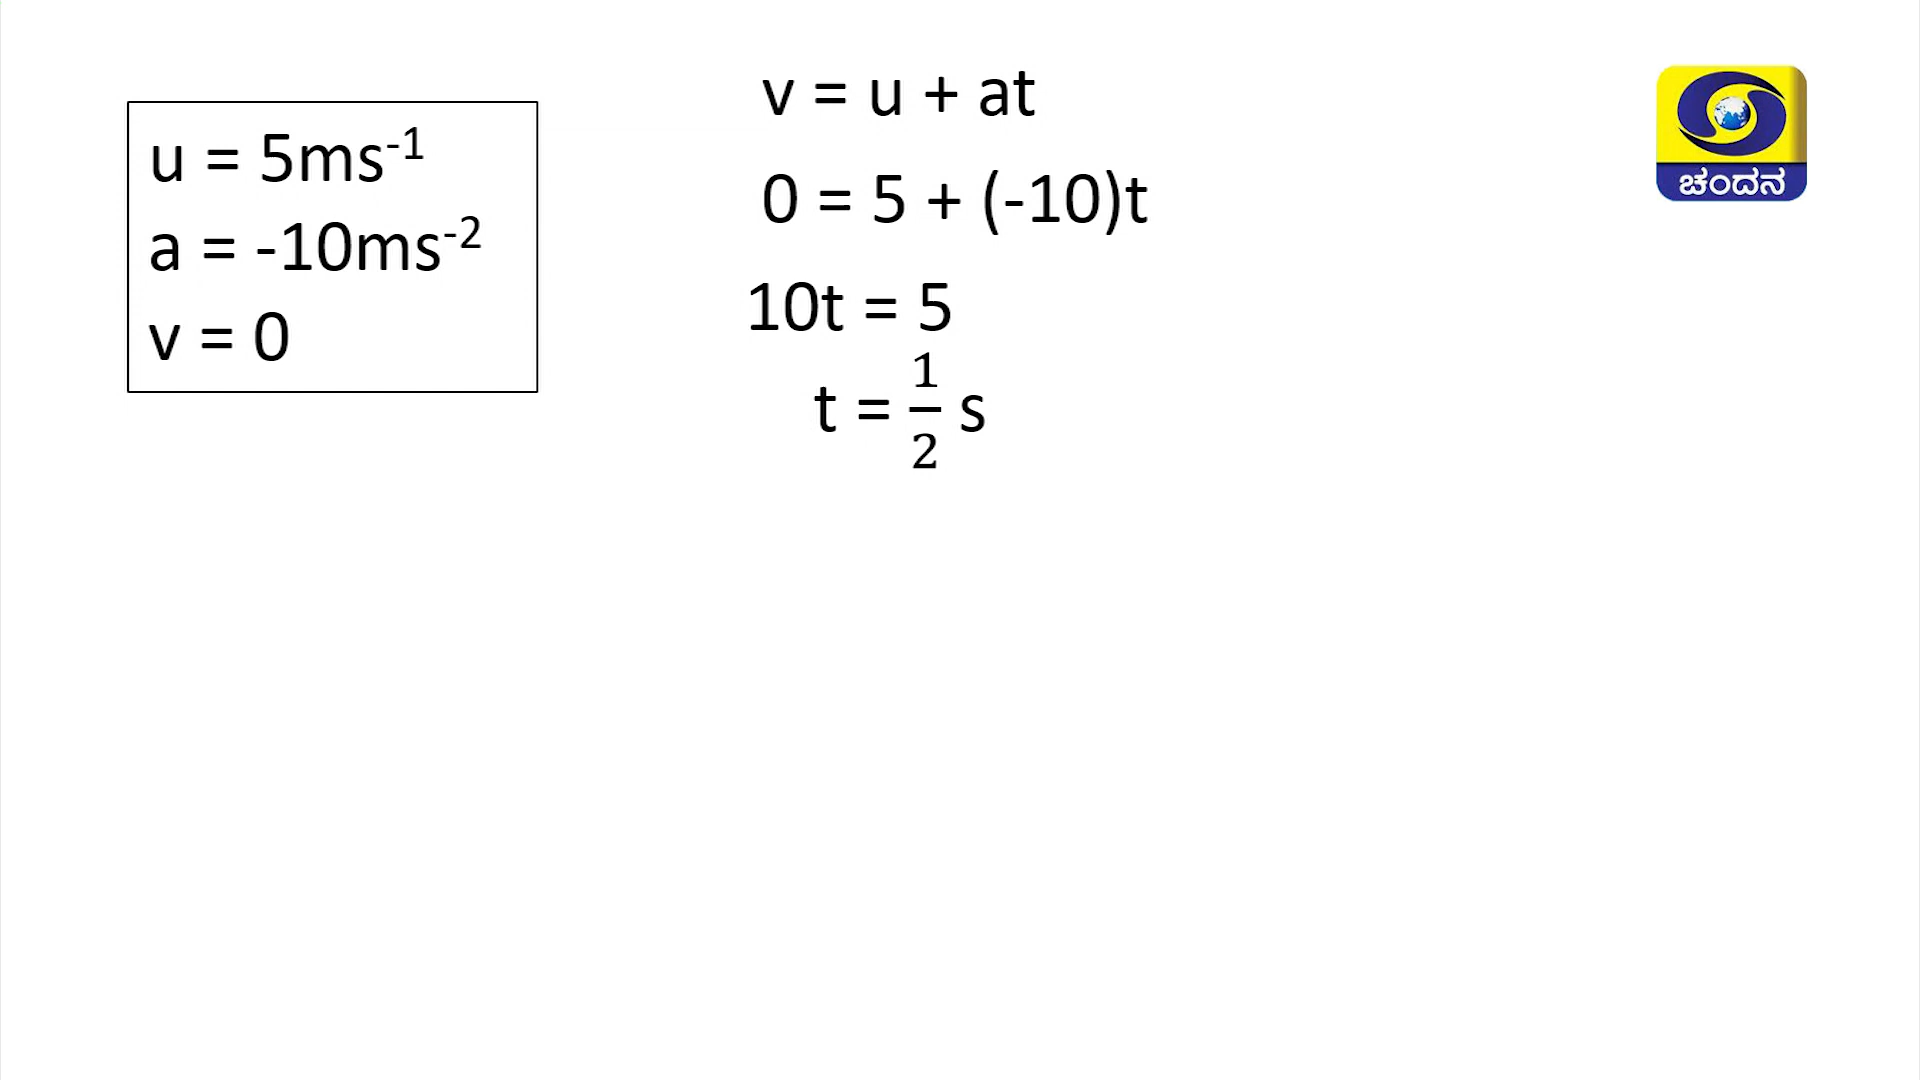 u = 5ms⁻¹
a = -10ms⁻²
v = 0
v = u + at
0 = 5 + (-10)t
10t = 5
t = 1/2 s
ಚಂದನ